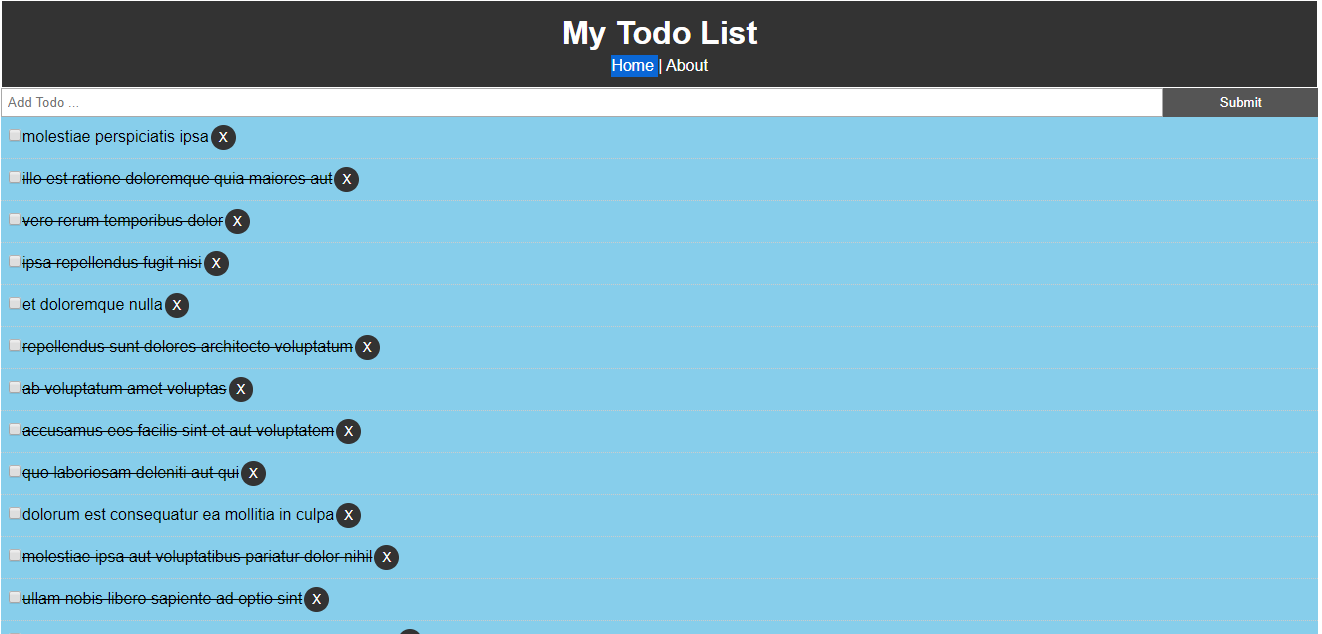 My Todo List
Home | About
Add Todo ... Submit
molestiae perspiciatis ipsa X
illo est ratione doloremque quia maiores aut X
vero rerum temporibus dolor X
ipsa repellendus fugit nisi X
et doloremque nulla X
repellendus sunt dolores architecto voluptatum X
ab voluptatum amet voluptas X
accusamus eos facilis sint et aut voluptatem X
quo laboriosam deleniti aut qui X
dolorum est consequatur ea mollitia in culpa X
molestiae ipsa aut voluptatibus pariatur dolor nihil X
ullam nobis libero sapiente ad optio sint X